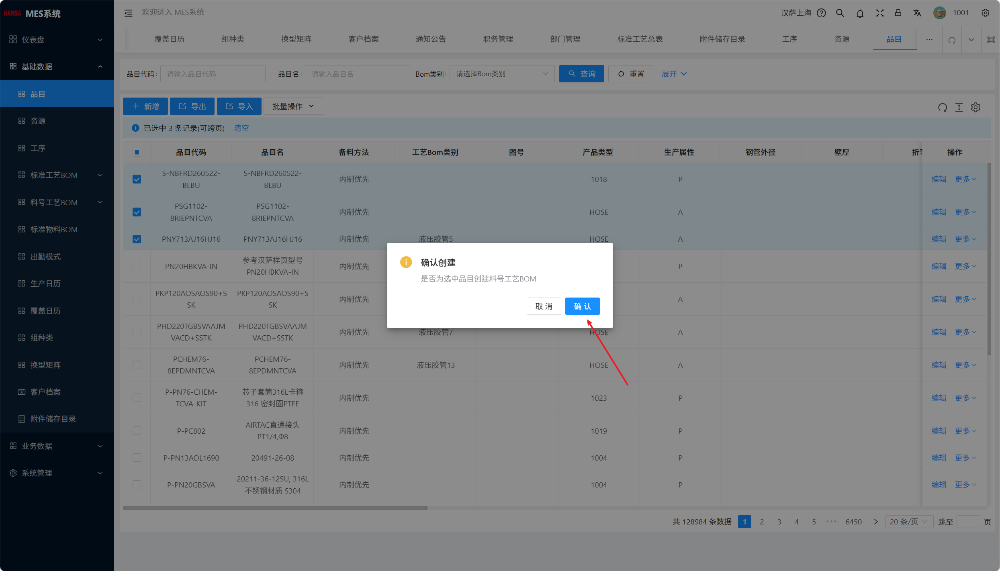 HANSA MES系统
欢迎进入 MES系统
汉萨上海
1001
仪表盘
基础数据
品目
资源
工序
标准工艺BOM
料号工艺BOM
标准物料BOM
出勤模式
生产日历
覆盖日历
组种类
换型矩阵
客户档案
附件储存目录
业务数据
系统管理
覆盖日历 组种类 换型矩阵 客户档案 通知公告 职务管理 部门管理 标准工艺总表 附件储存目录 工序 资源 品目 ···
品目代码: 请输入品目代码 品目名: 请输入品目名 Bom类别: 请选择Bom类别 查询 重置 展开
新增 导出 导入 批量操作
已选中 3 条记录(可跨页) 清空
品目代码 品目名 备料方法 工艺Bom类别 图号 产品类型 生产属性 钢管外径 壁厚 操作
S-NBFRD260522-BLBU S-NBFRD260522-BLBU 内制优先 1018 P 编辑 更多
PSG1102-8RIEPNTCVA PSG1102-8RIEPNTCVA 内制优先 HOSE A 编辑 更多
PNY713AJ16HJ16 PNY713AJ16HJ16 内制优先 液压胶管5 HOSE A 编辑 更多
PN20HBKVA-IN 参考汉萨样页型号PN20HBKVA-IN 内制优先 P 编辑 更多
PKP120AOSAOS90+SSK PKP120AOSAOS90+SSK 内制优先 A 编辑 更多
PHD220TGBSVAAJMVACD+SSTK PHD220TGBSVAAJMVACD+SSTK 内制优先 液压胶管7 HOSE A 编辑 更多
PCHEM76-8EPDMNTCVA PCHEM76-8EPDMNTCVA 内制优先 液压胶管13 HOSE A 编辑 更多
P-PN76-CHEM-TCVA-KIT 芯子套筒316L卡箍316 密封圈PTFE 内制优先 1023 P 编辑 更多
P-PC802 AIRTAC直通接头PT1/4,Φ8 内制优先 1019 P 编辑 更多
P-PN13AOL1690 20491-26-08 内制优先 1004 P 编辑 更多
P-PN20GBSVA 20211-36-12SU, 316L不锈钢材质 S304 内制优先 1004 P 编辑 更多
确认创建
是否为选中品目创建料号工艺BOM
取 消 确 认
共 128984 条数据 1 2 3 4 5 ••• 6450 20 条/页 跳至 页